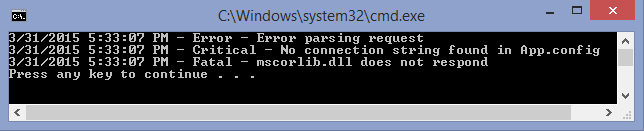 C:\Windows\system32\cmd.exe
3/31/2015 5:33:07 PM - Error - Error parsing request
3/31/2015 5:33:07 PM - Critical - No connection string found in App.config
3/31/2015 5:33:07 PM - Fatal - mscorlib.dll does not respond
Press any key to continue . . .